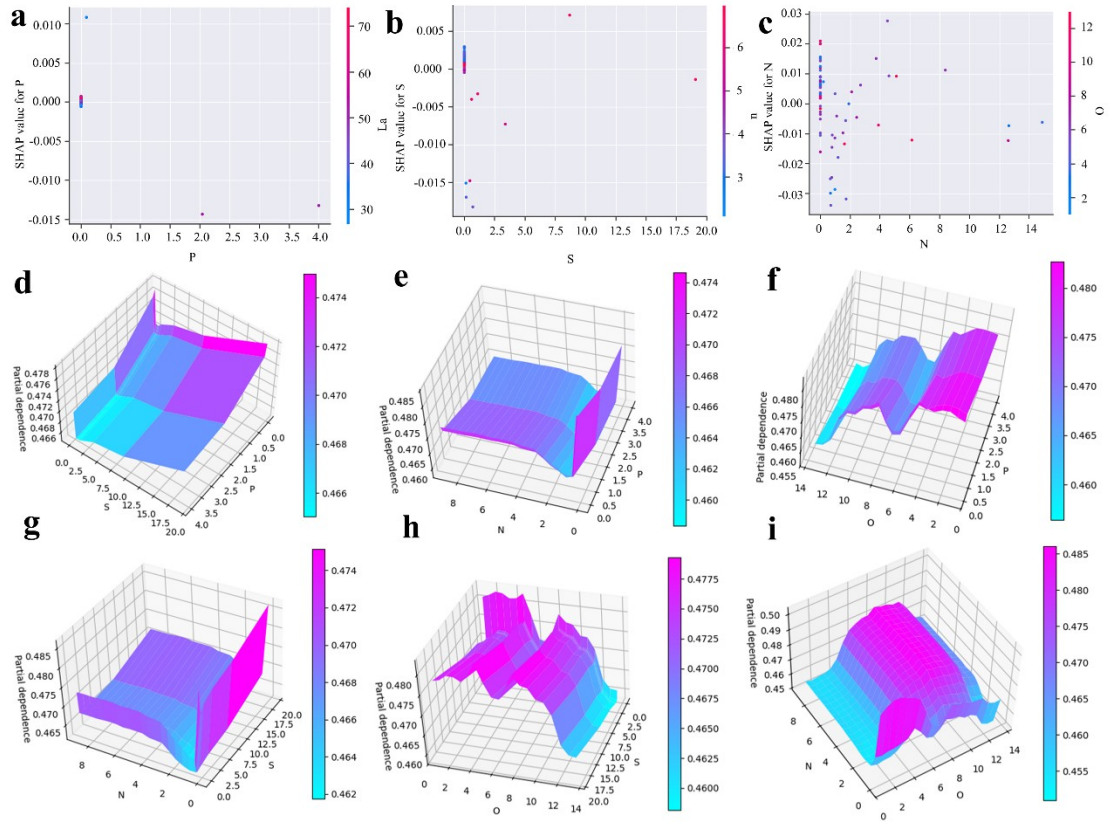 a
0.010
0.005
0.000
-0.005
-0.010
-0.015
SHAP value for P
0.0 0.5 1.0 1.5 2.0 2.5 3.0 3.5 4.0
P
70
60
50
40
30
La
b
0.005
0.000
-0.005
-0.010
-0.015
SHAP value for S
0.0 2.5 5.0 7.5 10.0 12.5 15.0 17.5 20.0
S
6
5
4
3
n
c
0.03
0.02
0.01
0.00
-0.01
-0.02
-0.03
SHAP value for N
0 2 4 6 8 10 12 14
N
12
10
8
6
4
2
O
d
Partial dependence
0.478
0.476
0.474
0.472
0.470
0.468
0.466
0.0 2.5 5.0 7.5 10.0 12.5 15.0 17.5 20.0
S
0.0 0.5 1.0 1.5 2.0 2.5 3.0 3.5 4.0
P
0.474
0.472
0.470
0.468
0.466
e
Partial dependence
0.485
0.480
0.475
0.470
0.465
0.460
8 6 4 2 0
N
4.0 3.5 3.0 2.5 2.0 1.5 1.0 0.5 0.0
P
0.474
0.472
0.470
0.468
0.466
0.464
0.462
0.460
f
Partial dependence
0.480
0.475
0.470
0.465
0.460
0.455
14 12 10 8 6 4 2 0
O
4.0 3.5 3.0 2.5 2.0 1.5 1.0 0.5 0.0
P
0.480
0.475
0.470
0.465
0.460
g
Partial dependence
0.485
0.480
0.475
0.470
0.465
8 6 4 2 0
N
20.0 17.5 15.0 12.5 10.0 7.5 5.0 2.5 0.0
S
0.474
0.472
0.470
0.468
0.466
0.464
0.462
h
Partial dependence
0.480
0.475
0.470
0.465
0.460
0 2 4 6 8 10 12 14
O
0.0 2.5 5.0 7.5 10.0 12.5 15.0 17.5 20.0
S
0.4775
0.4750
0.4725
0.4700
0.4675
0.4650
0.4625
0.4600
i
Partial dependence
0.50
0.49
0.48
0.47
0.46
0.45
8 6 4 2 0
N
0 2 4 6 8 10 12 14
O
0.485
0.480
0.475
0.470
0.465
0.460
0.455